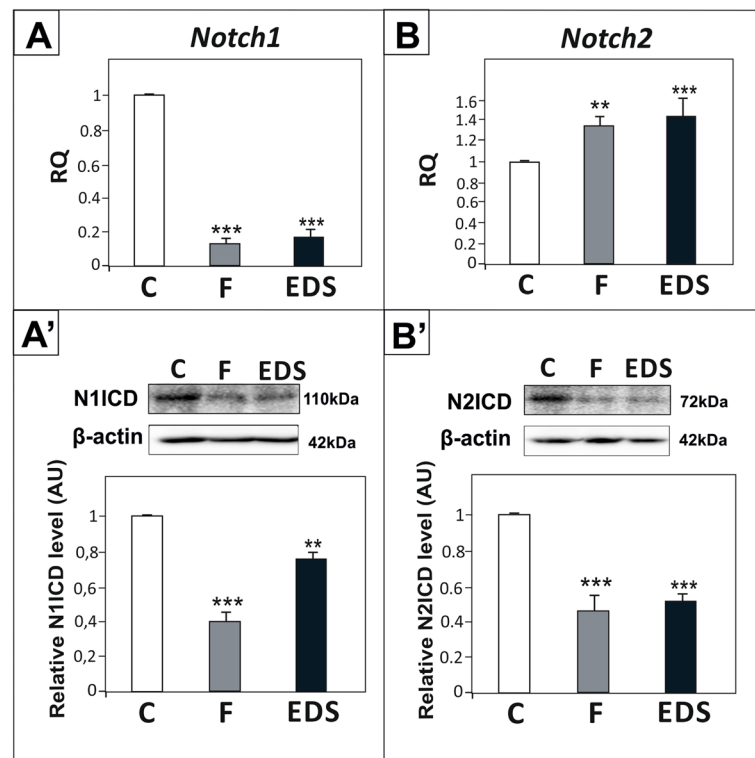 A
Notch1
RQ
1
0.8
0.6
0.4
0.2
0
***
***
C F EDS
B
Notch2
RQ
1.6
1.4
1.2
1
0.8
0.6
0.4
0.2
0
**
***
C F EDS
A'
C F EDS
N1ICD 110kDa
β-actin 42kDa
Relative N1ICD level (AU)
1
0,8
0,6
0,4
0,2
0
***
**
C F EDS
B'
C F EDS
N2ICD 72kDa
β-actin 42kDa
Relative N2ICD level (AU)
1
0.8
0.6
0.4
0.2
0
***
***
C F EDS